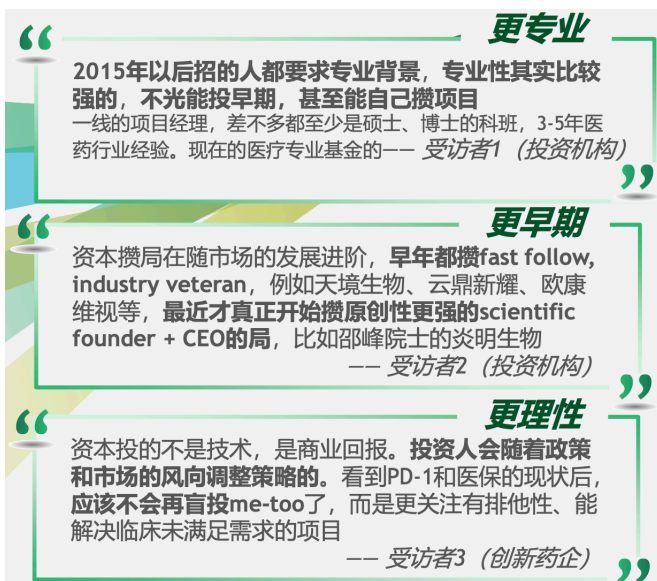 更专业
2015年以后招的人都要求专业背景，专业性其实比较
强的，不光能投早期，甚至能自己攒项目
一线的项目经理，差不多都至少是硕士、博士的科班，3-5年医
药行业经验。现在的医疗专业基金的—— 受访者1（投资机构）
更早期
资本攒局在随市场的发展进阶，早年都攒fast follow,
industry veteran，例如天境生物、云鼎新耀、欧康
维视等，最近才真正开始攒原创性更强的scientific
founder + CEO的局，比如邵峰院士的炎明生物
—— 受访者2（投资机构）
更理性
资本投的不是技术，是商业回报。投资人会随着政策
和市场的风向调整策略的。看到PD-1和医保的现状后，
应该不会再盲投me-too了，而是更关注有排他性、能
解决临床未满足需求的项目
—— 受访者3（创新药企）